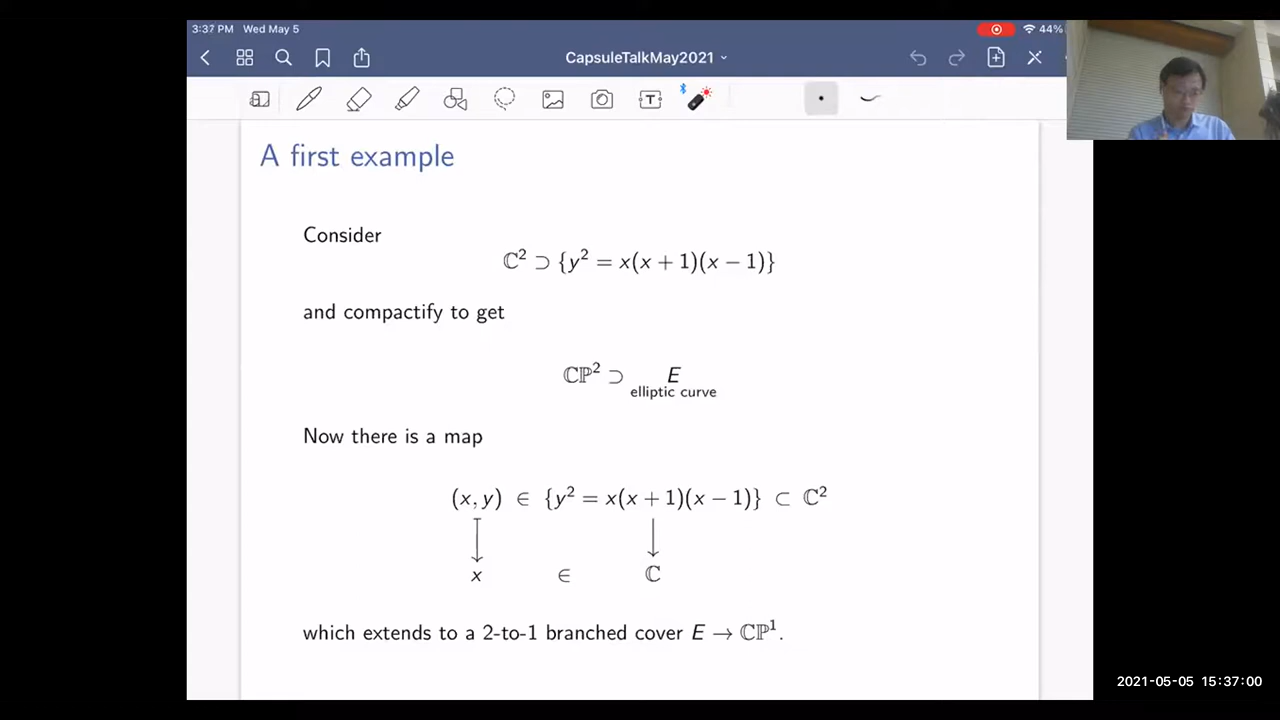 3:37 PM Wed May 5
44%
CapsuleTalkMay2021
T
A first example
Consider
ℂ² ⊃ {y² = x(x + 1)(x − 1)}
and compactify to get
ℂℙ² ⊃ E
elliptic curve
Now there is a map
(x, y) ∈ {y² = x(x + 1)(x − 1)} ⊂ ℂ²
x ∈ ℂ
which extends to a 2-to-1 branched cover E → ℂℙ¹.
2021-05-05 15:37:00